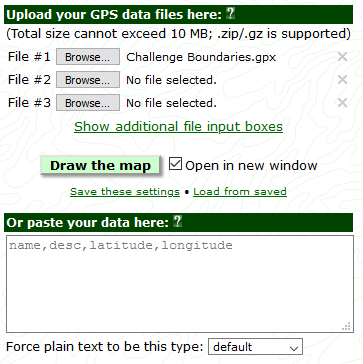 Upload your GPS data files here: ?
(Total size cannot exceed 10 MB; .zip/.gz is supported)
File #1 Browse... Challenge Boundaries.gpx ×
File #2 Browse... No file selected. ×
File #3 Browse... No file selected. ×
Show additional file input boxes
Draw the map Open in new window
Save these settings • Load from saved
Or paste your data here: ?
name,desc,latitude,longitude
Force plain text to be this type: default